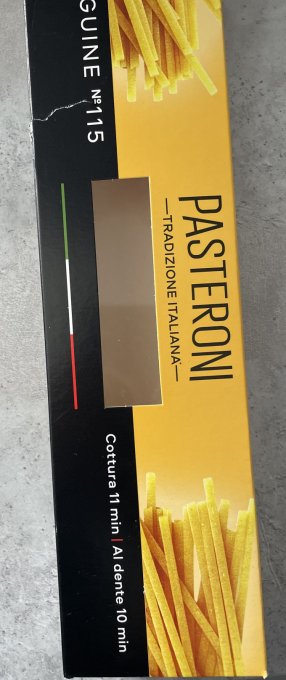 PASTERONI
—TRADIZIONE ITALIANA—
GUINE Nº115
Cottura 11 min | Al dente 10 min